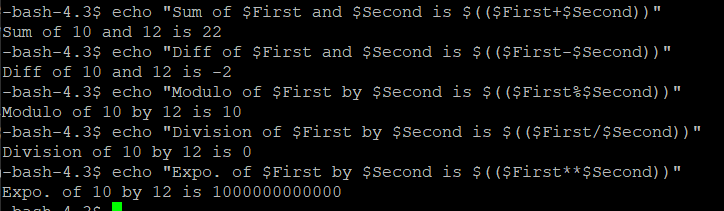 -bash-4.3$ echo "Sum of $First and $Second is $(($First+$Second))"
Sum of 10 and 12 is 22
-bash-4.3$ echo "Diff of $First and $Second is $(($First-$Second))"
Diff of 10 and 12 is -2
-bash-4.3$ echo "Modulo of $First by $Second is $(($First%$Second))"
Modulo of 10 by 12 is 10
-bash-4.3$ echo "Division of $First by $Second is $(($First/$Second))"
Division of 10 by 12 is 0
-bash-4.3$ echo "Expo. of $First by $Second is $(($First**$Second))"
Expo. of 10 by 12 is 1000000000000
-bash-4.3$